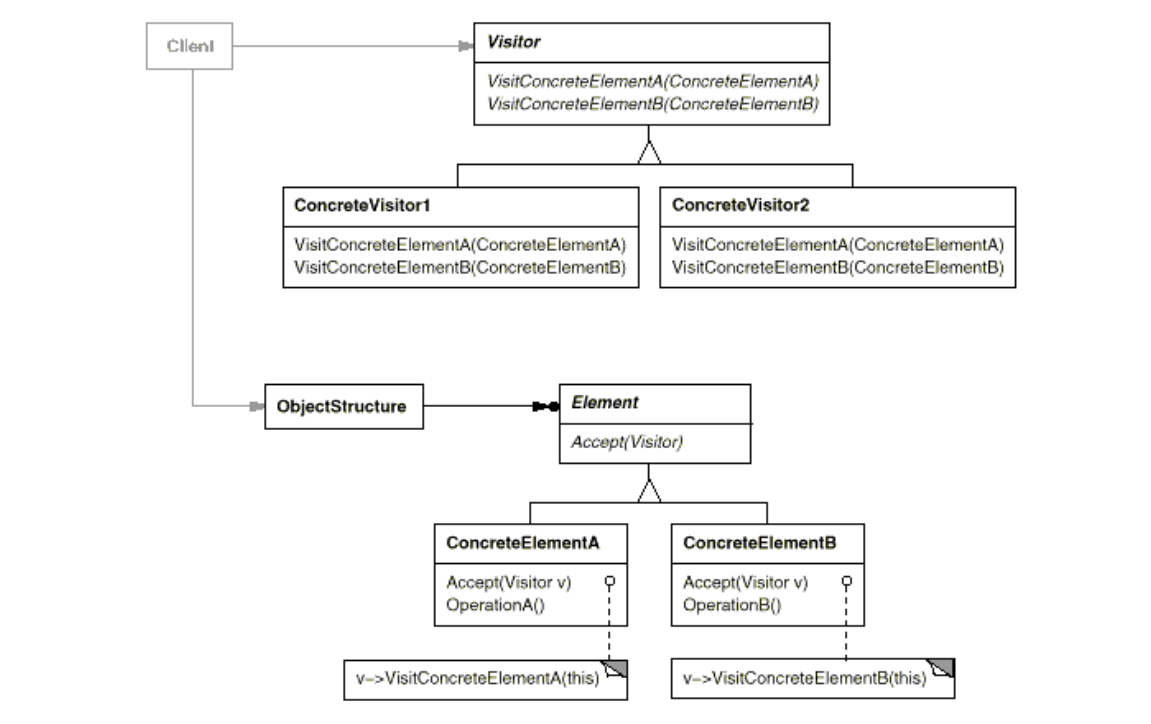 Client
Visitor
VisitConcreteElementA(ConcreteElementA)
VisitConcreteElementB(ConcreteElementB)
ConcreteVisitor1
VisitConcreteElementA(ConcreteElementA)
VisitConcreteElementB(ConcreteElementB)
ConcreteVisitor2
VisitConcreteElementA(ConcreteElementA)
VisitConcreteElementB(ConcreteElementB)
ObjectStructure
Element
Accept(Visitor)
ConcreteElementA
Accept(Visitor v)
OperationA()
ConcreteElementB
Accept(Visitor v)
OperationB()
v->VisitConcreteElementA(this)
v->VisitConcreteElementB(this)